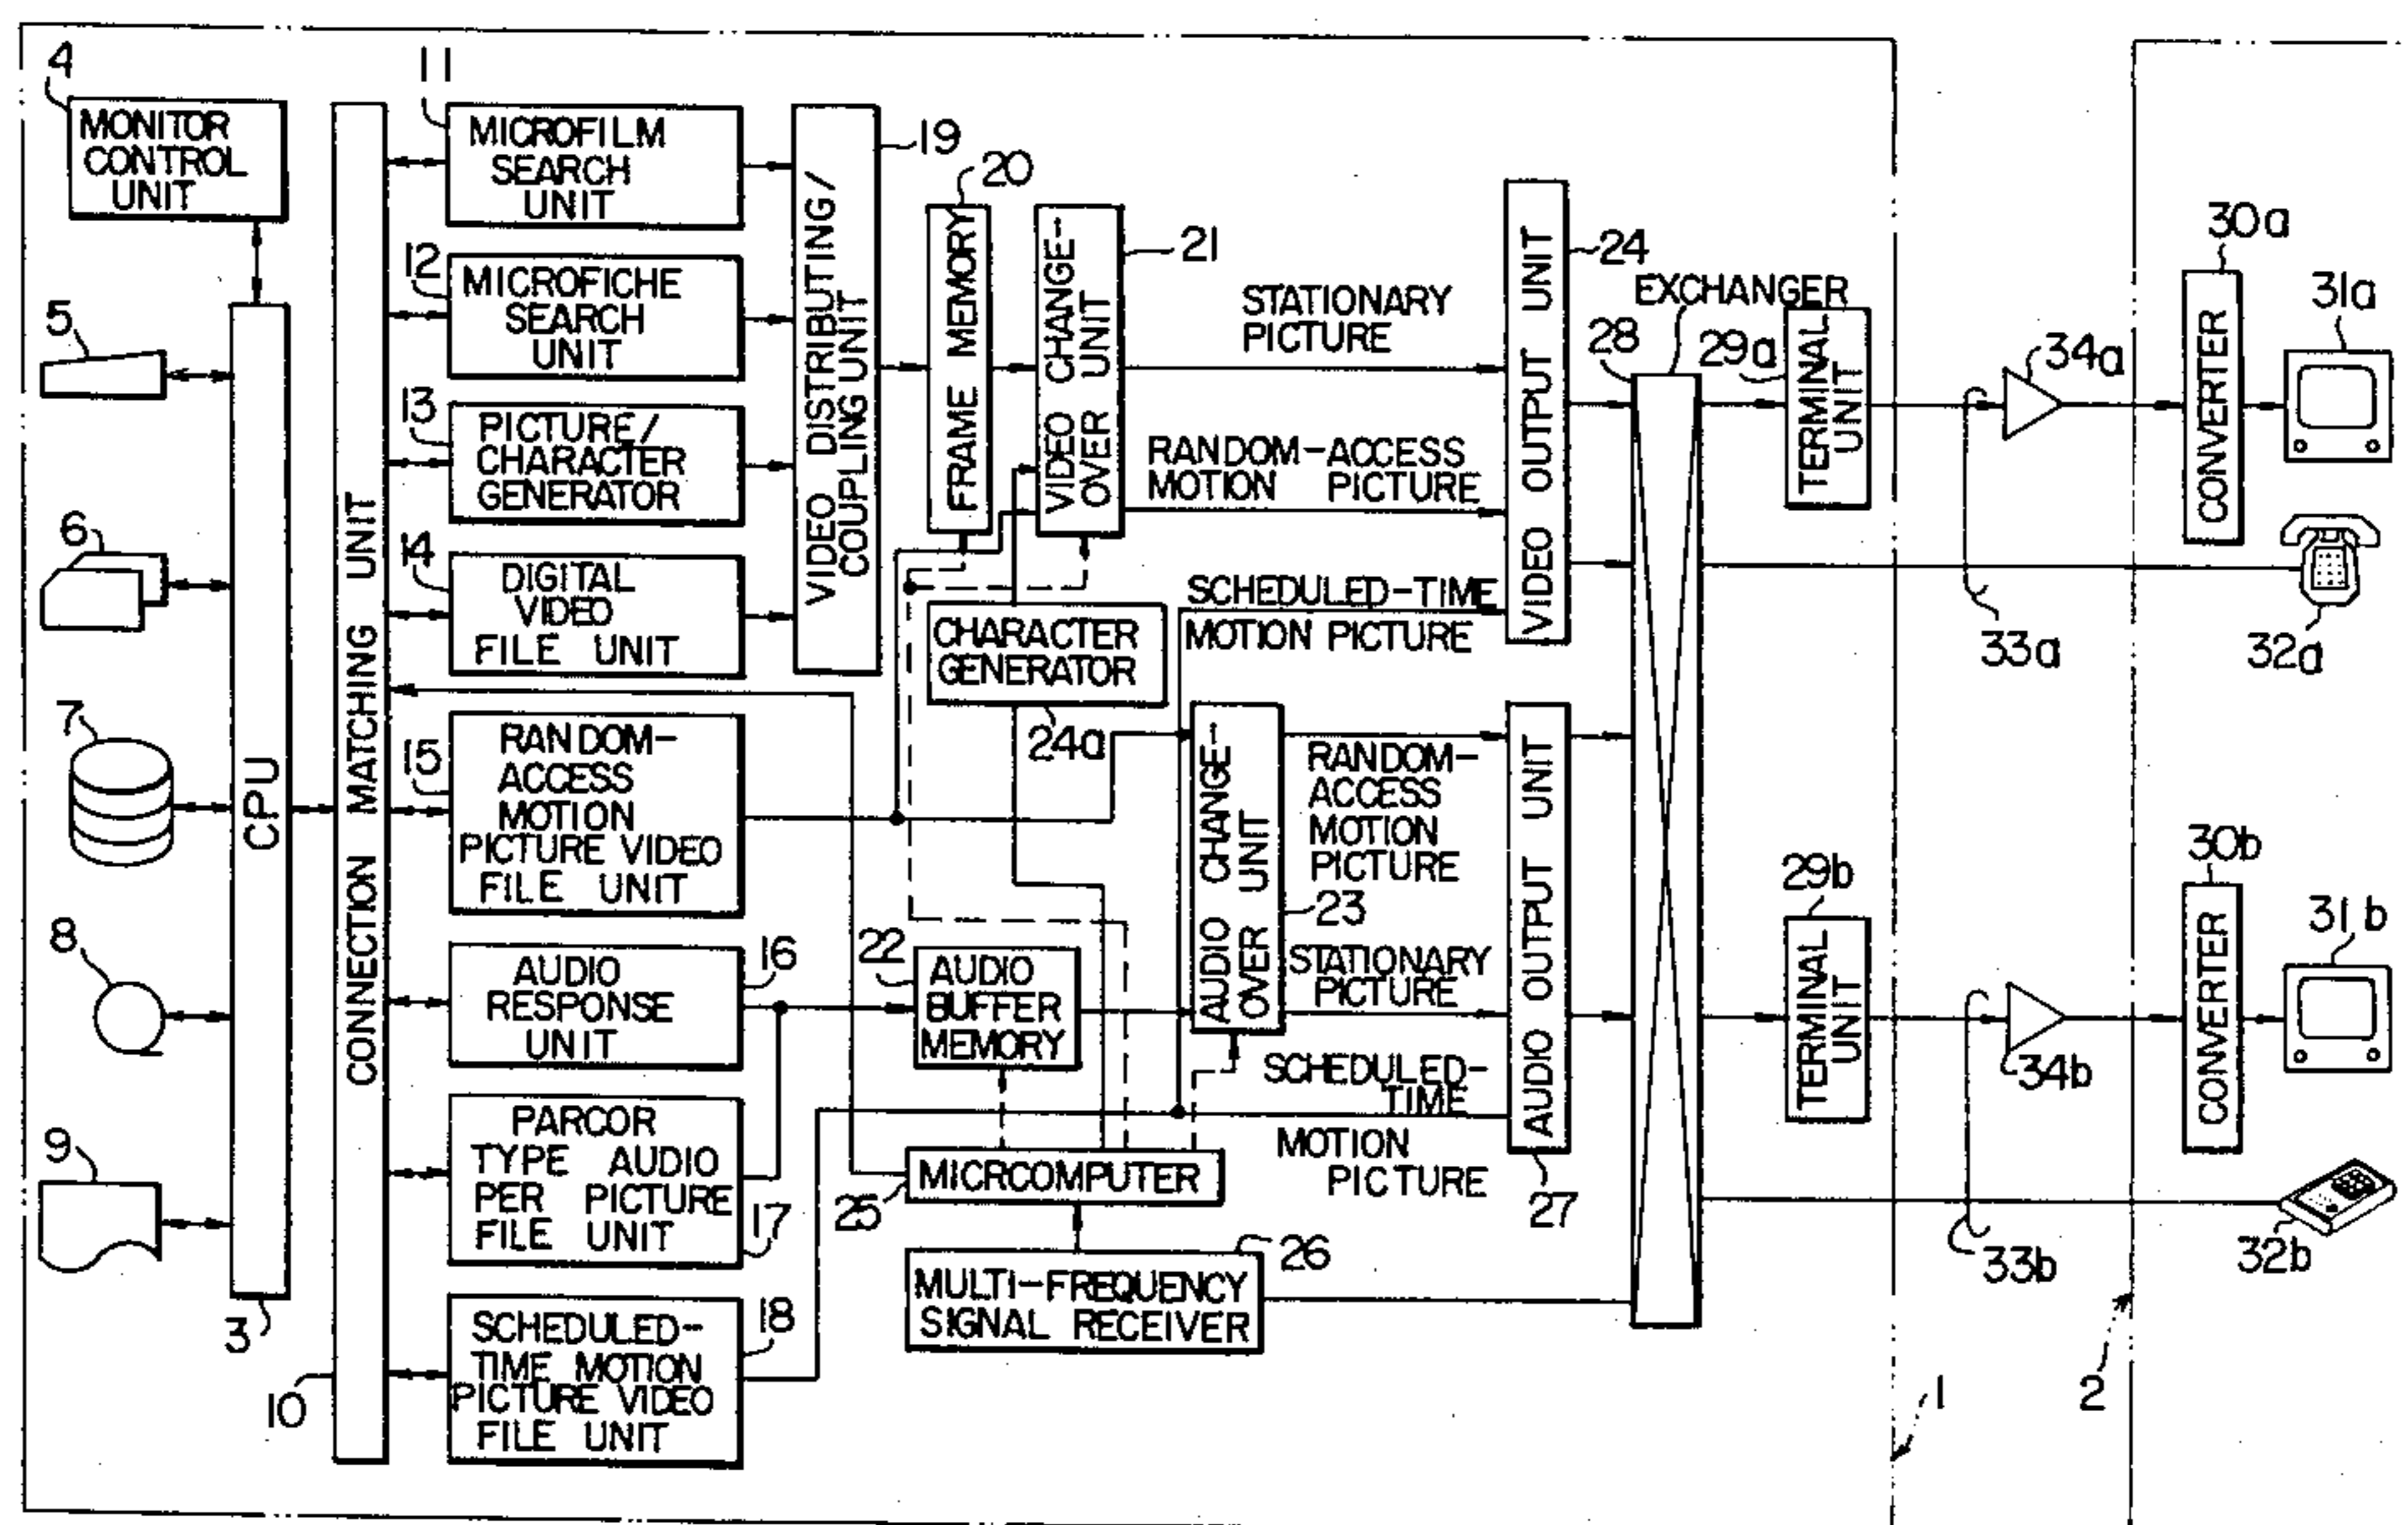 4
MONITOR
CONTROL
UNIT
5
6
7
8
9
CPU
3
CONNECTION MATCHING UNIT
10
11
MICROFILM
SEARCH
UNIT
12
MICROFICHE
SEARCH
UNIT
13
PICTURE/
CHARACTER
GENERATOR
14
DIGITAL
VIDEO
FILE UNIT
15
RANDOM-
ACCESS
MOTION
PICTURE VIDEO
FILE UNIT
16
AUDIO
RESPONSE
UNIT
17
PARCOR
TYPE AUDIO
PER PICTURE
FILE UNIT
18
SCHEDULED-
TIME MOTION
PICTURE VIDEO
FILE UNIT
19
VIDEO DISTRIBUTING/
COUPLING UNIT
20
FRAME MEMORY
21
VIDEO CHANGE-
OVER UNIT
CHARACTER
GENERATOR
24a
22
AUDIO
BUFFER
MEMORY
AUDIO CHANGE-
OVER UNIT
23
MICRCOMPUTER
25
26
MULTI-FREQUENCY
SIGNAL RECEIVER
STATIONARY
PICTURE
RANDOM-ACCESS
MOTION PICTURE
SCHEDULED-TIME
MOTION PICTURE
RANDOM-
ACCESS
MOTION
PICTURE
STATIONARY
PICTURE
SCHEDULED-
TIME
MOTION
PICTURE
VIDEO OUTPUT UNIT
24
AUDIO OUTPUT UNIT
27
EXCHANGER
28
29a
TERMINAL
UNIT
29b
TERMINAL
UNIT
34a
33a
34b
33b
30a
CONVERTER
31a
32a
30b
CONVERTER
31b
32b
1
2